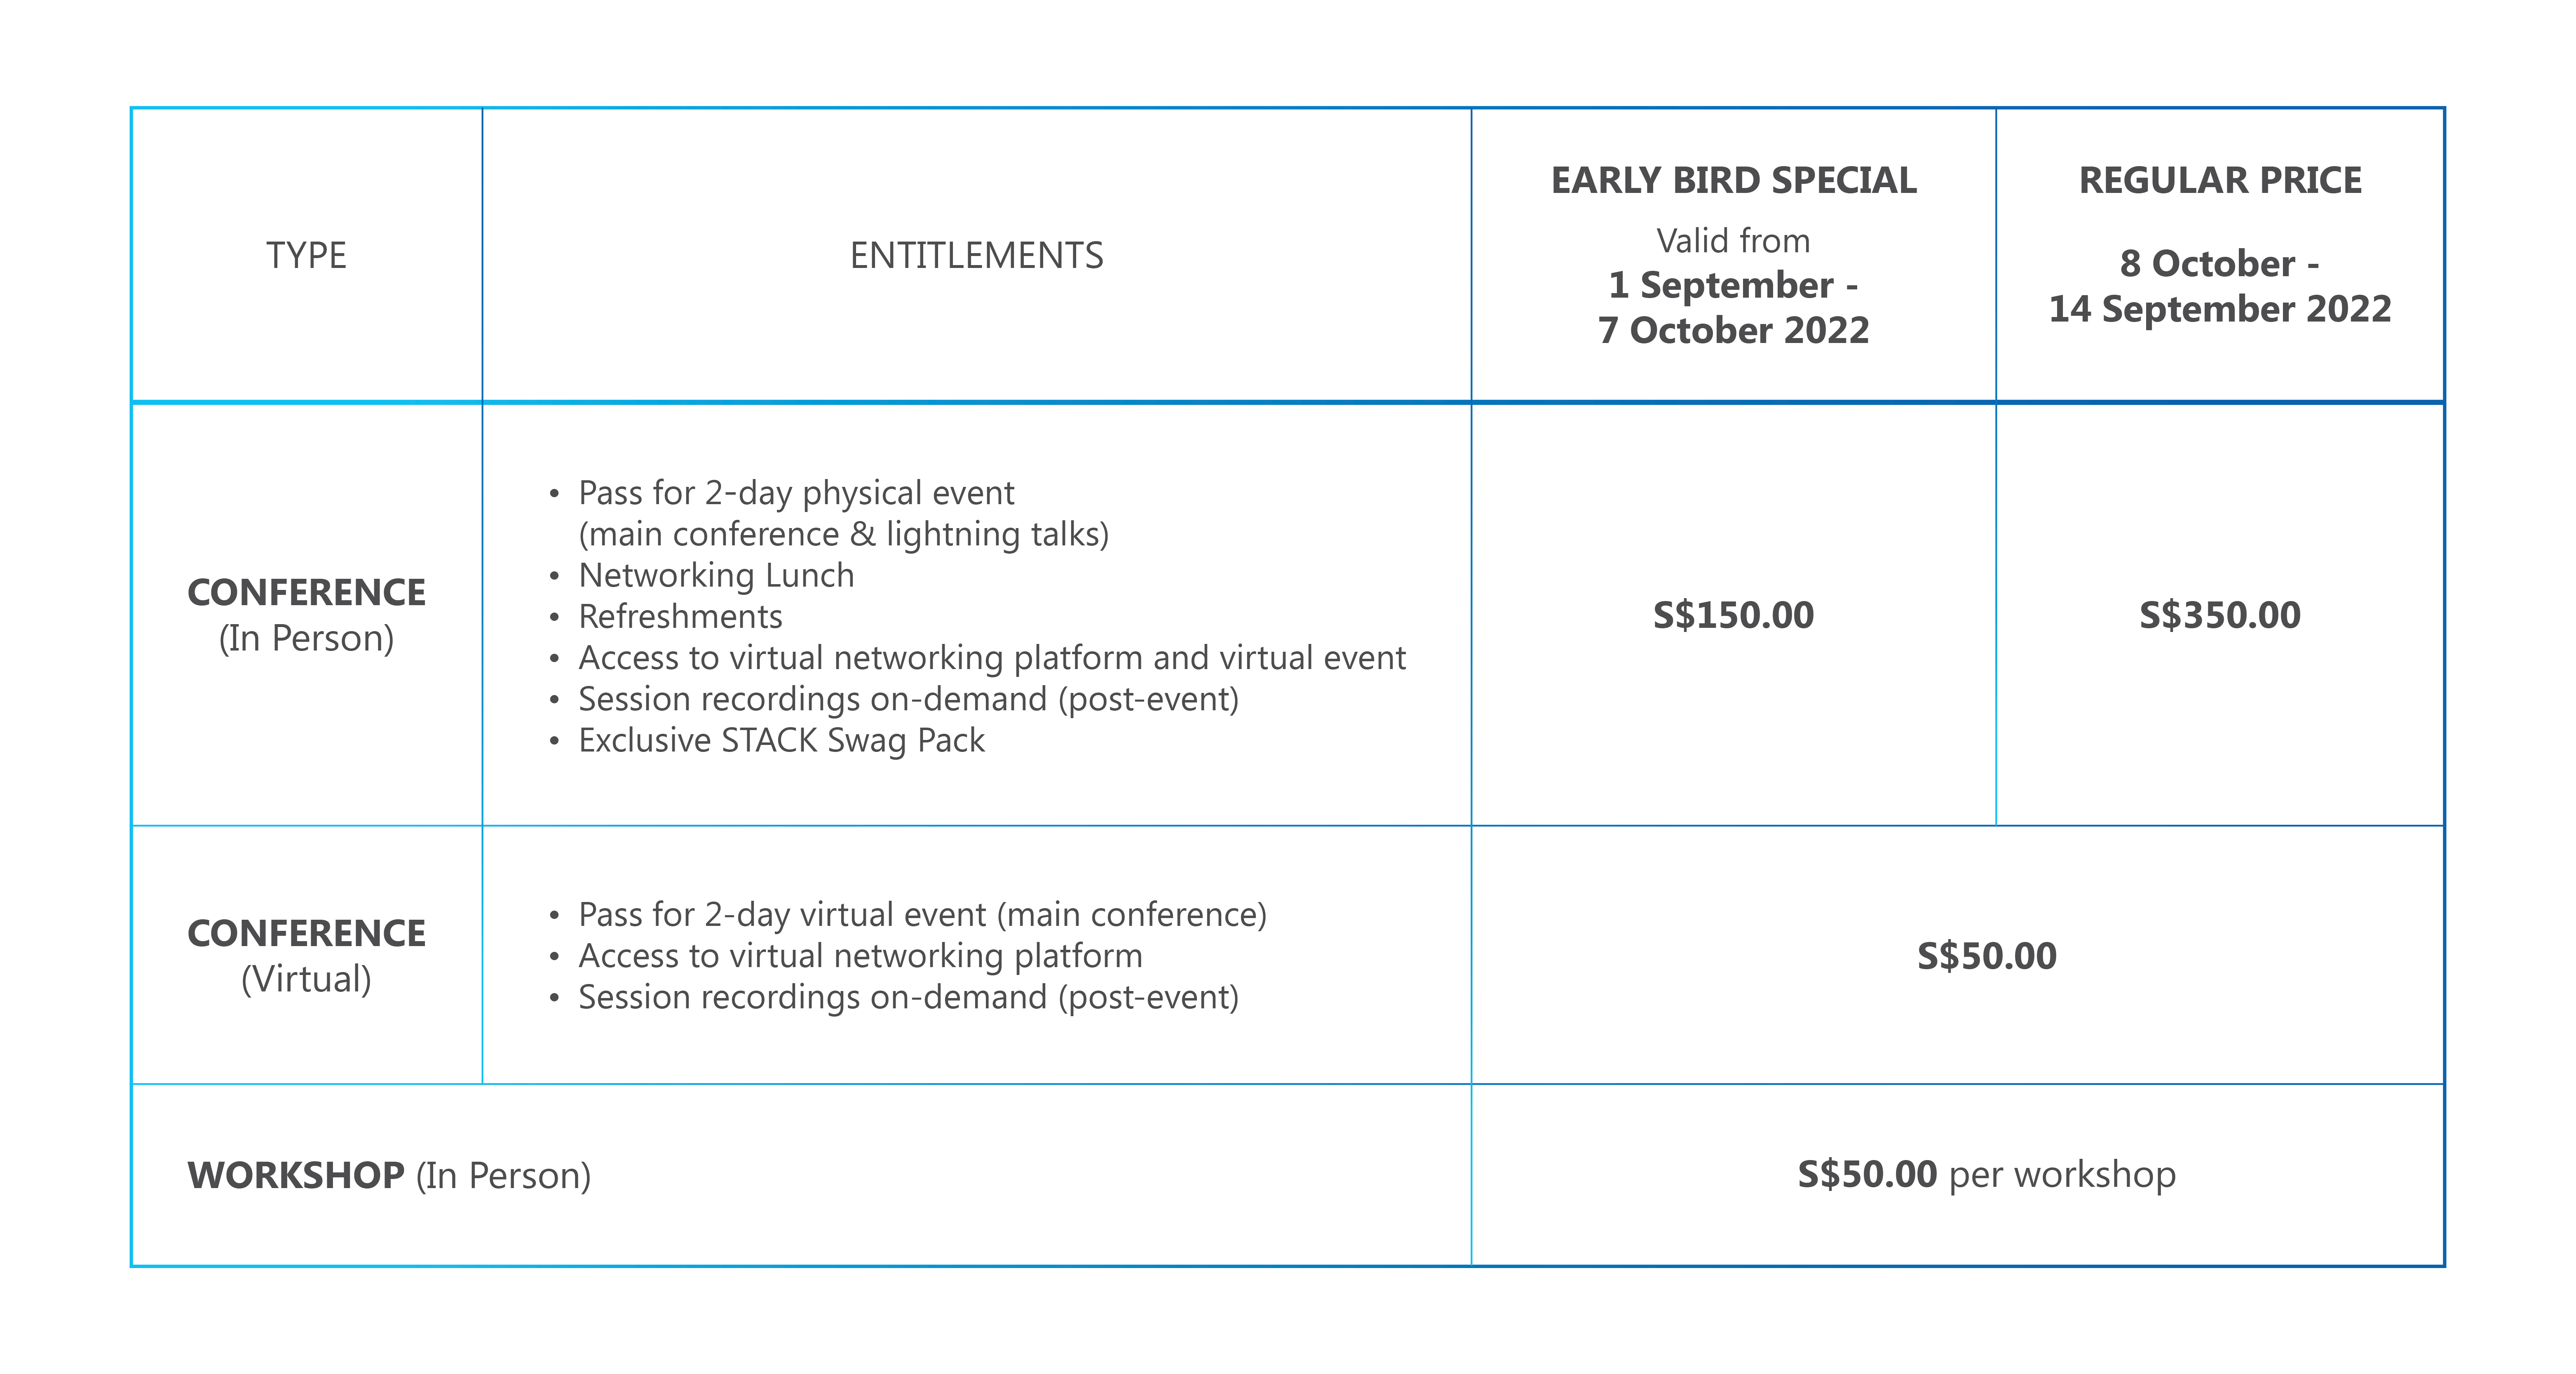 TYPE
ENTITLEMENTS
EARLY BIRD SPECIAL
Valid from
1 September -
7 October 2022
REGULAR PRICE
8 October -
14 September 2022
CONFERENCE
(In Person)
• Pass for 2-day physical event
(main conference & lightning talks)
• Networking Lunch
• Refreshments
• Access to virtual networking platform and virtual event
• Session recordings on-demand (post-event)
• Exclusive STACK Swag Pack
S$150.00
S$350.00
CONFERENCE
(Virtual)
• Pass for 2-day virtual event (main conference)
• Access to virtual networking platform
• Session recordings on-demand (post-event)
S$50.00
WORKSHOP (In Person)
S$50.00 per workshop